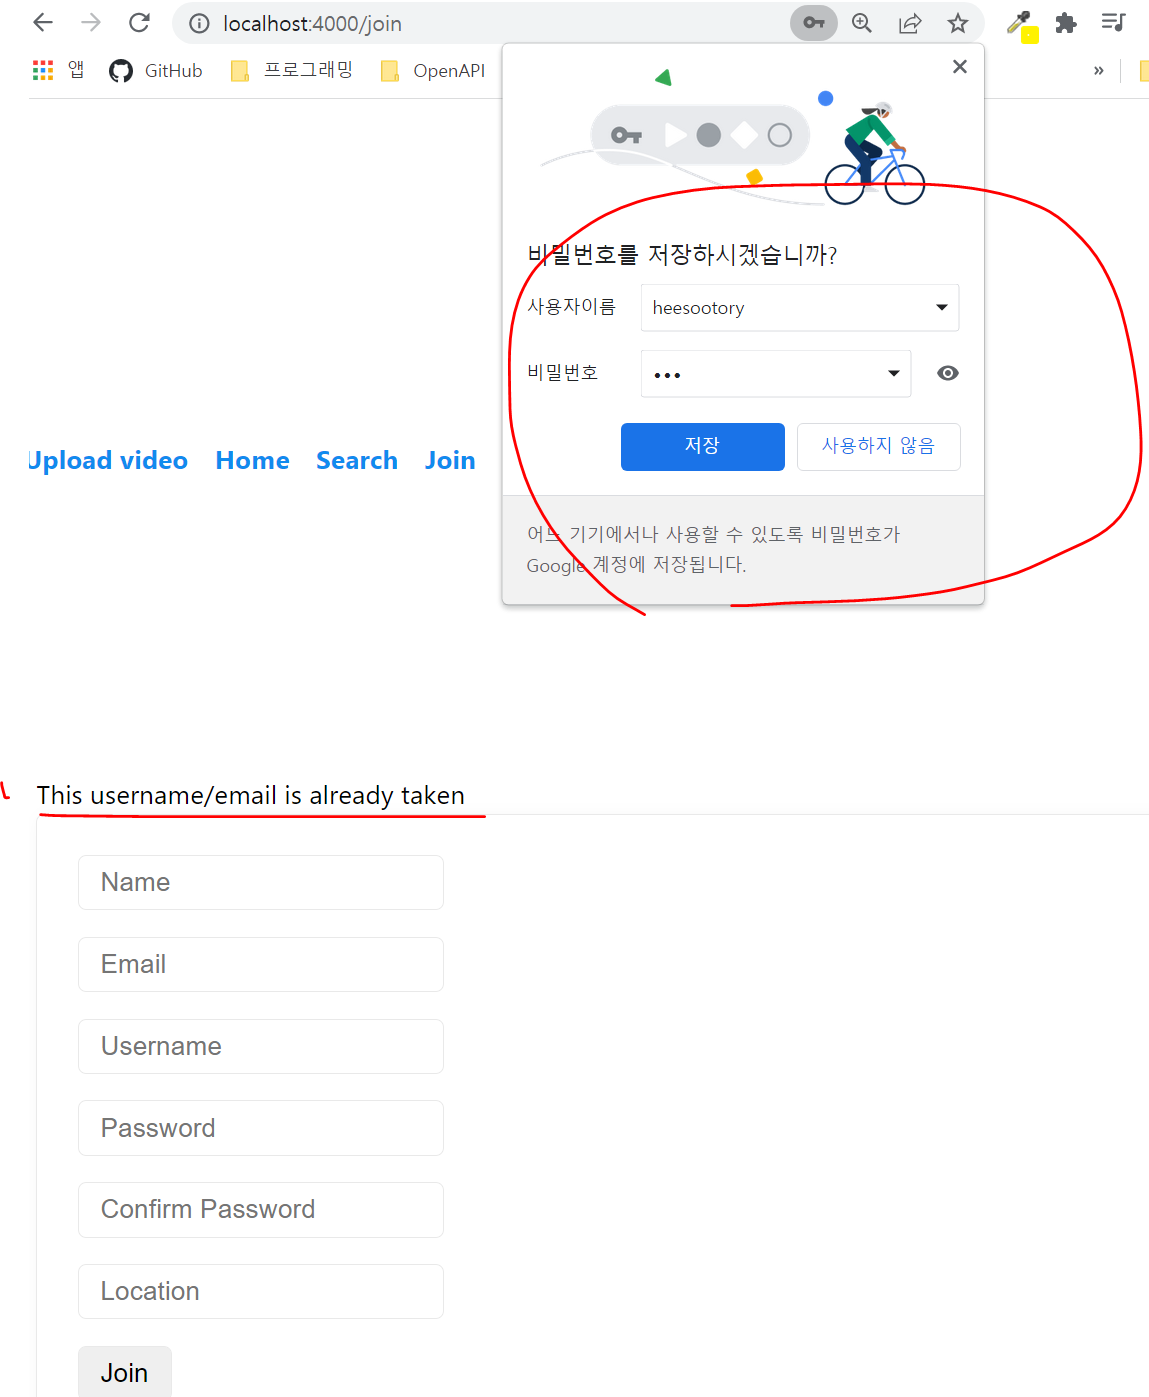 localhost:4000/join
앱 GitHub 프로그래밍 OpenAPI »
비밀번호를 저장하시겠습니까?
사용자이름 heesootory
비밀번호 •••
저장 사용하지 않음
어느 기기에서나 사용할 수 있도록 비밀번호가
Google 계정에 저장됩니다.
Upload video Home Search Join
This username/email is already taken
Name
Email
Username
Password
Confirm Password
Location
Join